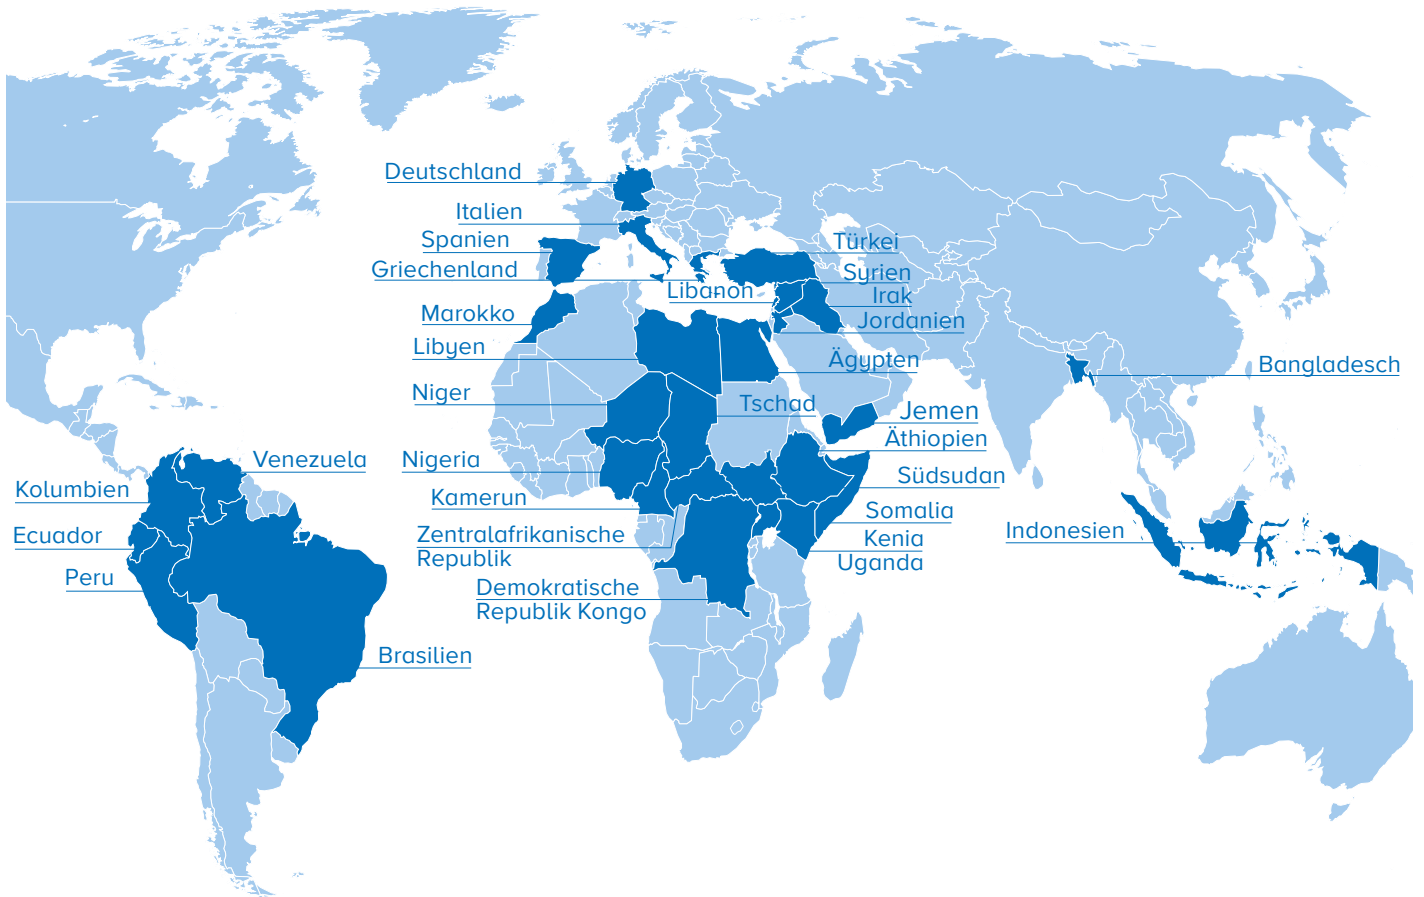 Deutschland
Italien
Spanien
Griechenland
Türkei
Syrien
Libanon
Irak
Jordanien
Marokko
Libyen
Ägypten
Bangladesch
Niger
Tschad
Jemen
Äthiopien
Venezuela
Nigeria
Südsudan
Kolumbien
Kamerun
Somalia
Ecuador
Zentralafrikanische
Republik
Indonesien
Kenia
Uganda
Peru
Demokratische
Republik Kongo
Brasilien